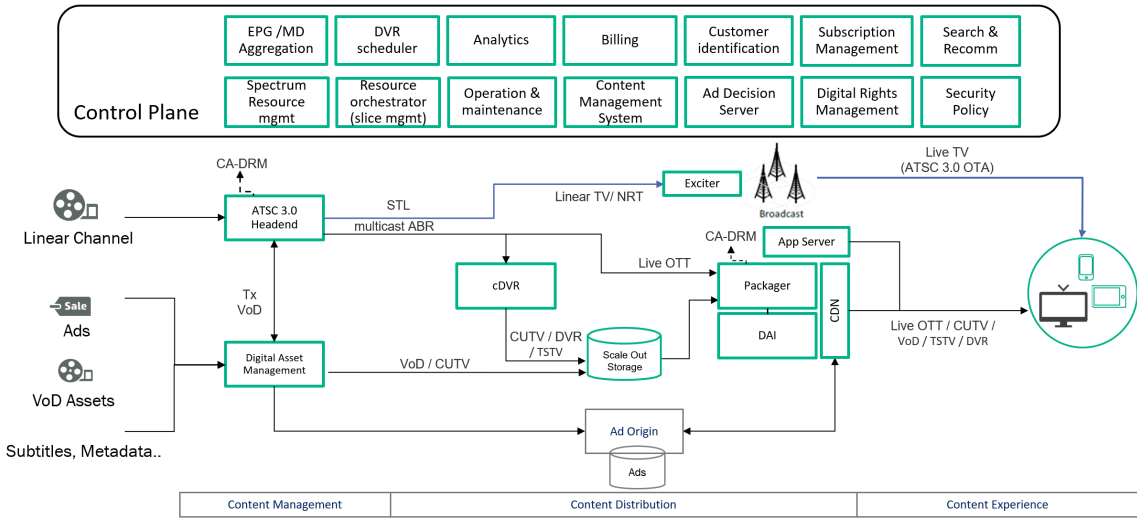 EPG /MD
Aggregation
DVR
scheduler
Analytics
Billing
Customer
identification
Subscription
Management
Search &
Recomm
Control Plane
Spectrum
Resource
mgmt
Resource
orchestrator
(slice mgmt)
Operation &
maintenance
Content
Management
System
Ad Decision
Server
Digital Rights
Management
Security
Policy
CA-DRM
Live TV
(ATSC 3.0 OTA)
Linear Channel
ATSC 3.0
Headend
STL
multicast ABR
Linear TV/ NRT
Exciter
Broadcast
CA-DRM
App Server
Live OTT
cDVR
Packager
DAI
CDN
Tx
VoD
Sale
Ads
CUTV / DVR
/ TSTV
Live OTT / CUTV /
VoD / TSTV / DVR
Digital Asset
Management
VoD / CUTV
Scale Out
Storage
VoD Assets
Subtitles, Metadata..
Ad Origin
Ads
Content Management
Content Distribution
Content Experience